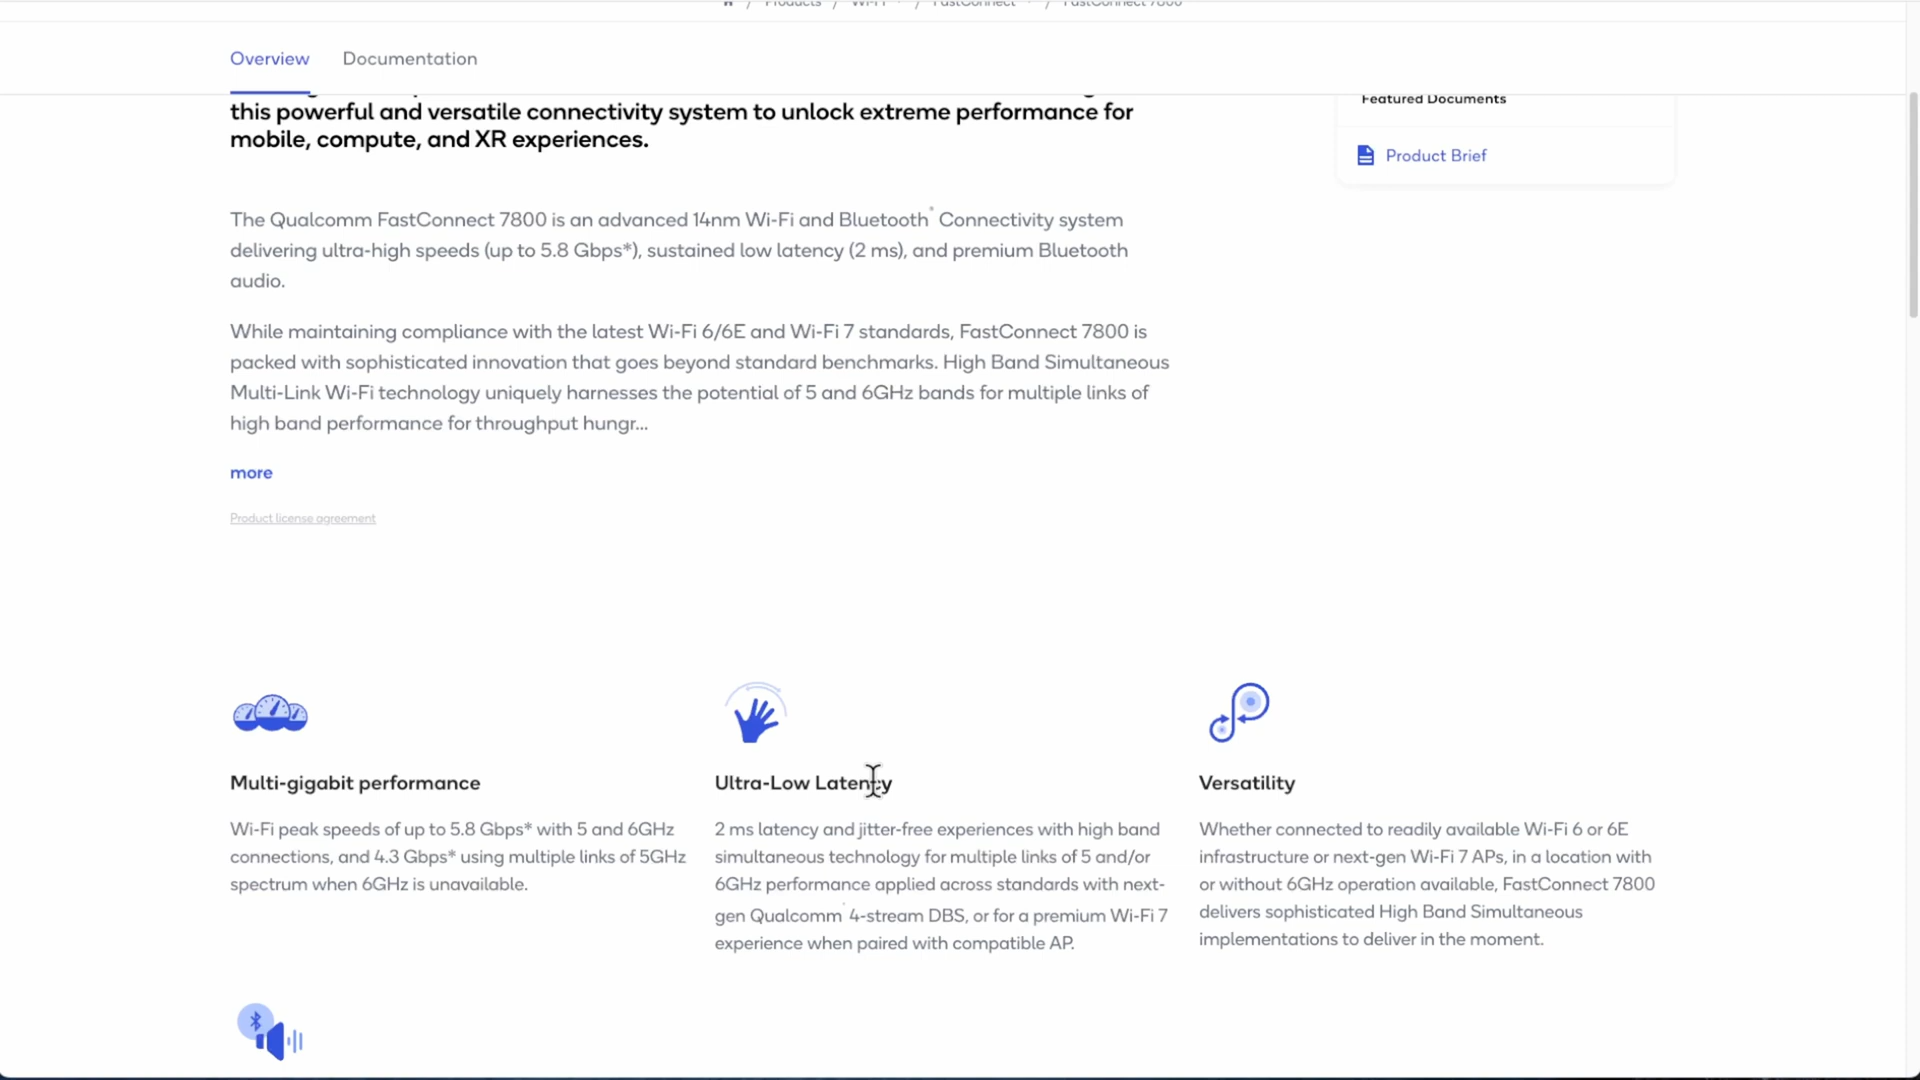 Products / Wi-Fi / FastConnect / FastConnect 7800
Overview
Documentation
this powerful and versatile connectivity system to unlock extreme performance for
mobile, compute, and XR experiences.
Featured Documents
Product Brief
The Qualcomm FastConnect 7800 is an advanced 14nm Wi-Fi and Bluetooth® Connectivity system
delivering ultra-high speeds (up to 5.8 Gbps*), sustained low latency (2 ms), and premium Bluetooth
audio.
While maintaining compliance with the latest Wi-Fi 6/6E and Wi-Fi 7 standards, FastConnect 7800 is
packed with sophisticated innovation that goes beyond standard benchmarks. High Band Simultaneous
Multi-Link Wi-Fi technology uniquely harnesses the potential of 5 and 6GHz bands for multiple links of
high band performance for throughput hungr...
more
Product license agreement
Multi-gigabit performance
Wi-Fi peak speeds of up to 5.8 Gbps* with 5 and 6GHz
connections, and 4.3 Gbps* using multiple links of 5GHz
spectrum when 6GHz is unavailable.
Ultra-Low Latency
2 ms latency and jitter-free experiences with high band
simultaneous technology for multiple links of 5 and/or
6GHz performance applied across standards with next-
gen Qualcomm 4-stream DBS, or for a premium Wi-Fi 7
experience when paired with compatible AP.
Versatility
Whether connected to readily available Wi-Fi 6 or 6E
infrastructure or next-gen Wi-Fi 7 APs, in a location with
or without 6GHz operation available, FastConnect 7800
delivers sophisticated High Band Simultaneous
implementations to deliver in the moment.